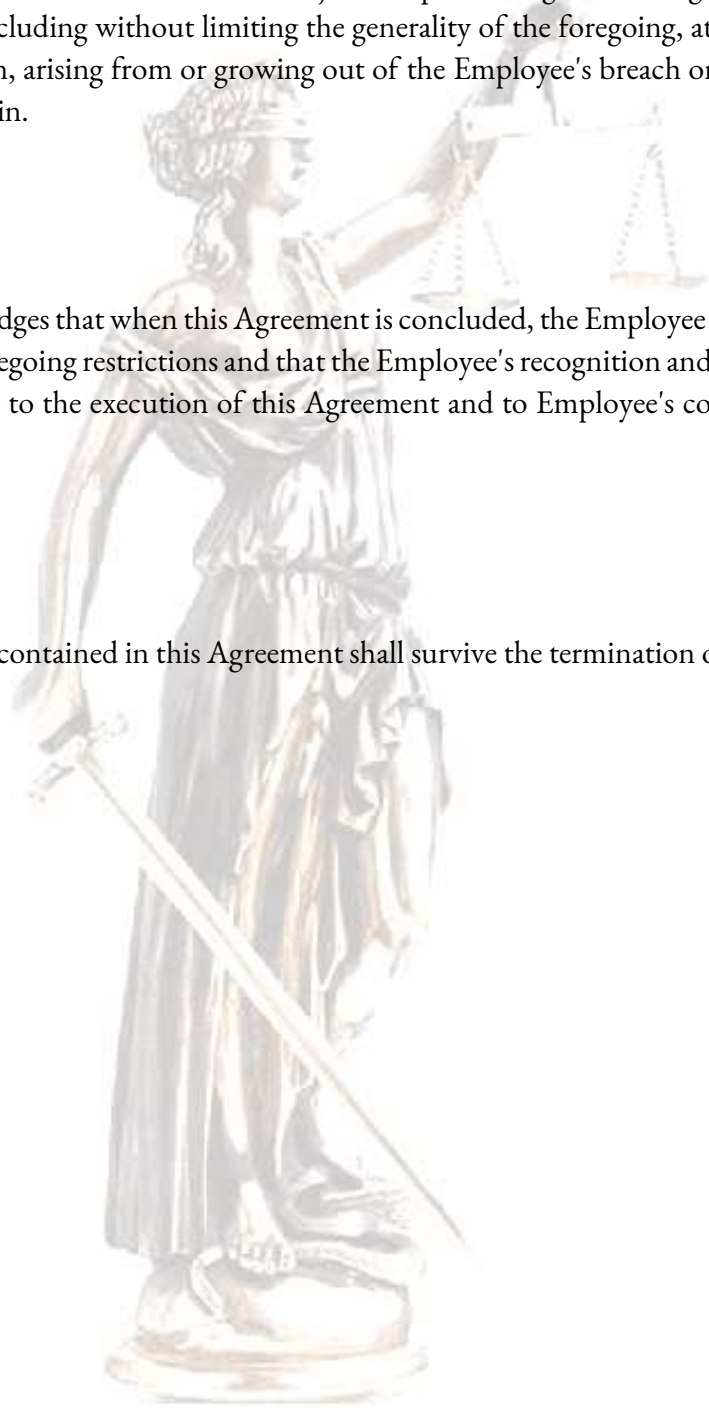 cluding without limiting the generality of the foregoing, at
, arising from or growing out of the Employee's breach or
in.
dges that when this Agreement is concluded, the Employee
egoing restrictions and that the Employee's recognition and
to the execution of this Agreement and to Employee's co
contained in this Agreement shall survive the termination